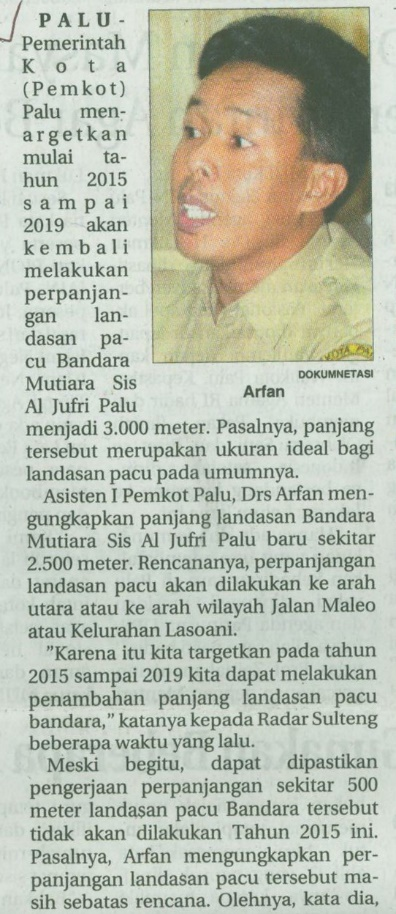 PALU -
Pemerintah
Kota
(Pemkot)
Palu men-
argetkan
mulai ta-
hun 2015
sampai
2019 akan
kembali
melakukan
perpanjan-
gan lan-
dasan pa-
cu Bandara
Mutiara Sis
Al Jufri Palu
KOTA PA
DOKUMNETASI
Arfan
menjadi 3.000 meter. Pasalnya, panjang
tersebut merupakan ukuran ideal bagi
landasan pacu pada umumnya.
Asisten I Pemkot Palu, Drs Arfan men-
gungkapkan panjang landasan Bandara
Mutiara Sis Al Jufri Palu baru sekitar
2.500 meter. Rencananya, perpanjangan
landasan pacu akan dilakukan ke arah
utara atau ke arah wilayah Jalan Maleo
atau Kelurahan Lasoani.
"Karena itu kita targetkan pada tahun
2015 sampai 2019 kita dapat melakukan
penambahan panjang landasan pacu
bandara," katanya kepada Radar Sulteng
beberapa waktu yang lalu.
Meski begitu, dapat dipastikan
pengerjaan perpanjangan sekitar 500
meter landasan pacu Bandara tersebut
tidak akan dilakukan Tahun 2015 ini.
Pasalnya, Arfan mengungkapkan per-
panjangan landasan pacu tersebut ma-
sih sebatas rencana. Olehnya, kata dia,